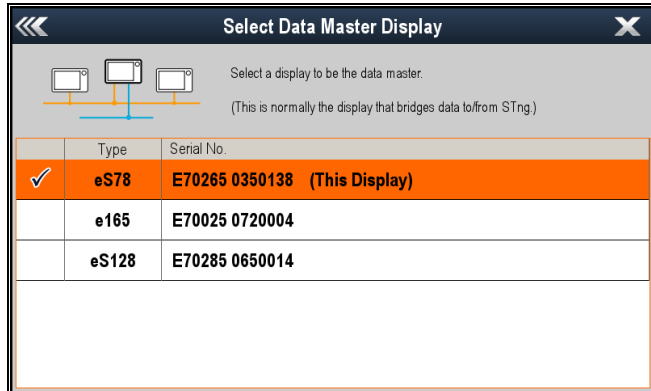 Select Data Master Display
Select a display to be the data master.
(This is normally the display that bridges data to/from STng.)
Type Serial No.
eS78 E70265 0350138 (This Display)
e165 E70025 0720004
eS128 E70285 0650014